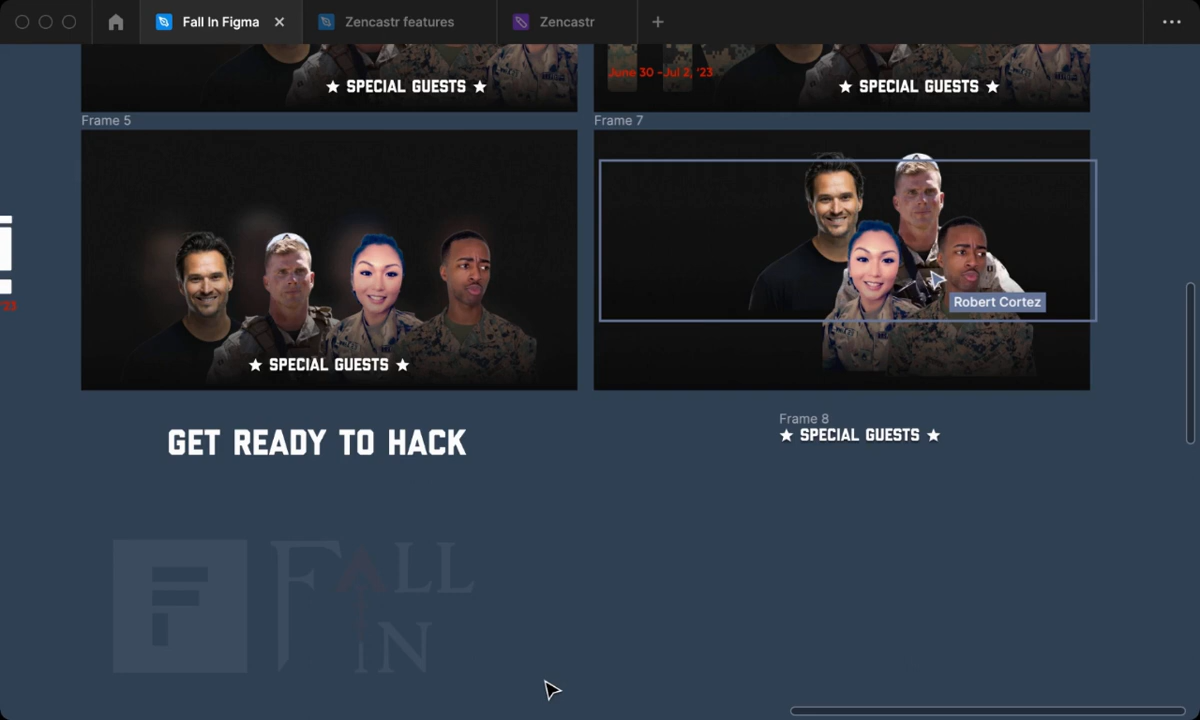 Fall In Figma
Zencastr features
Zencastr
June 30 - Jul 2, '23
★ SPECIAL GUESTS ★
★ SPECIAL GUESTS ★
Frame 5
Frame 7
Robert Cortez
'23
★ SPECIAL GUESTS ★
Frame 8
★ SPECIAL GUESTS ★
GET READY TO HACK
FALL
IN